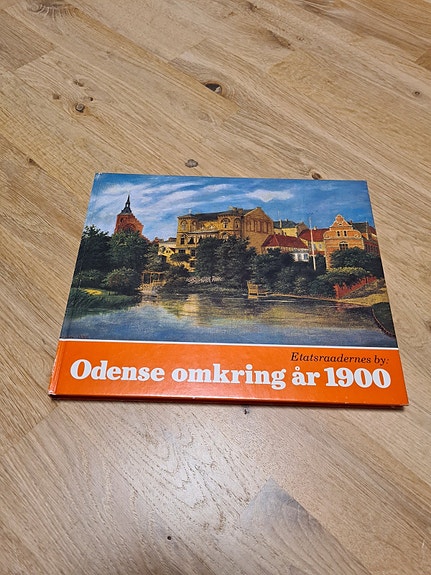 Etatsraadernes by:
Odense omkring år 1900